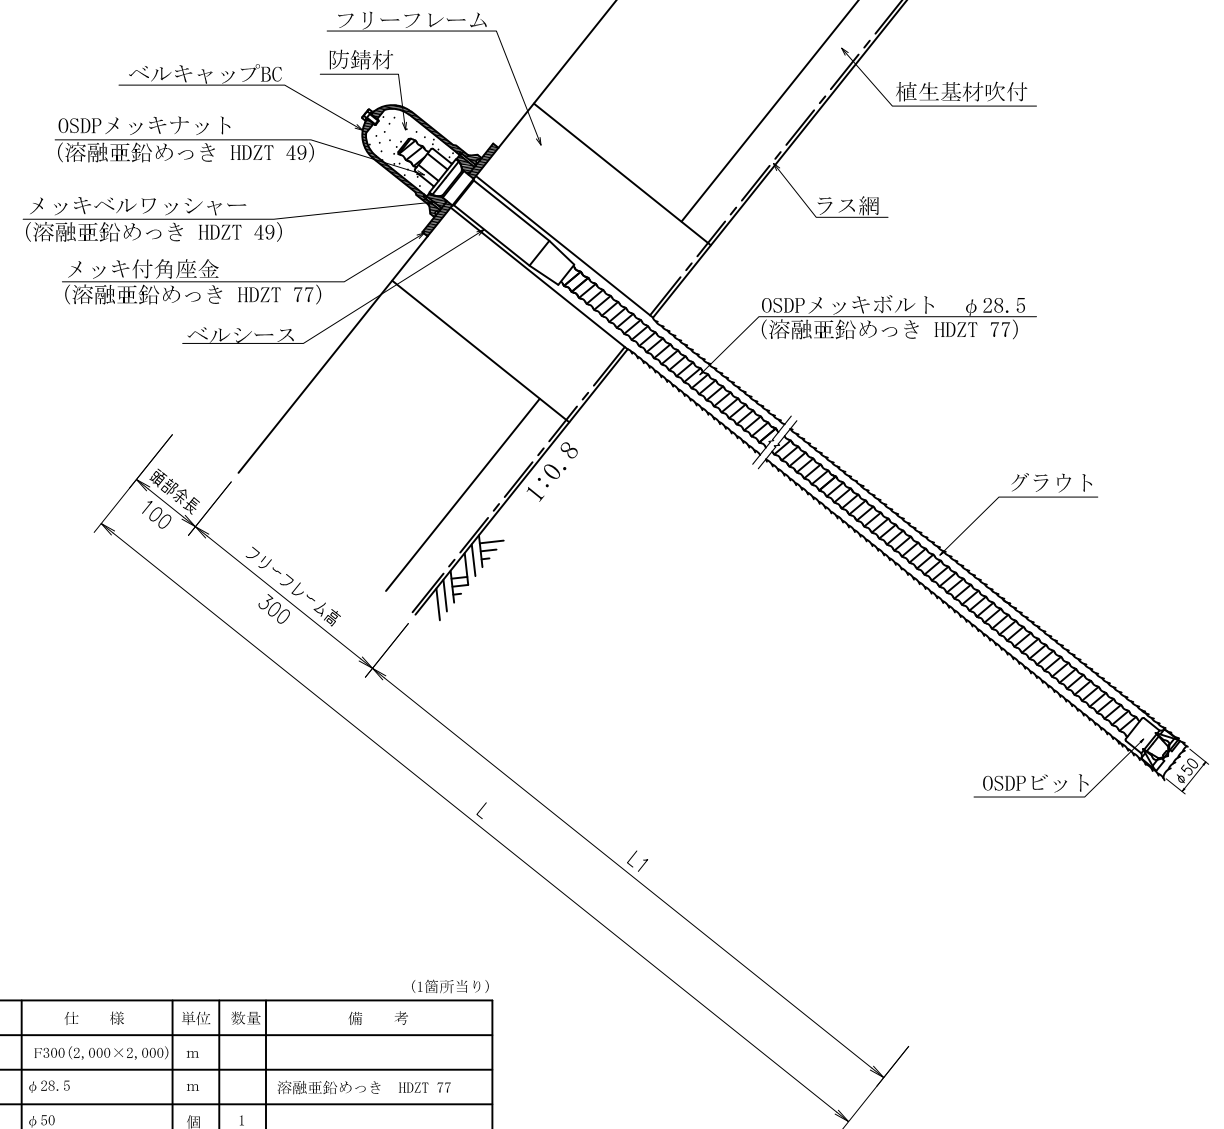 フリーフレーム
防錆材
ベルキャップBC
植生基材吹付
OSDPメッキナット
(溶融亜鉛めっき HDZT 49)
ラス網
メッキベルワッシャー
(溶融亜鉛めっき HDZT 49)
メッキ付角座金
(溶融亜鉛めっき HDZT 77)
OSDPメッキボルト φ28.5
(溶融亜鉛めっき HDZT 77)
ベルシース
1:0.8
グラウト
頭部余長
100
フリーフレーム高
300
OSDPビット
φ50
L
L1
(1箇所当り)
仕 様 単位 数量 備 考
F300(2,000×2,000) m
φ28.5 m 溶融亜鉛めっき HDZT 77
φ50 個 1